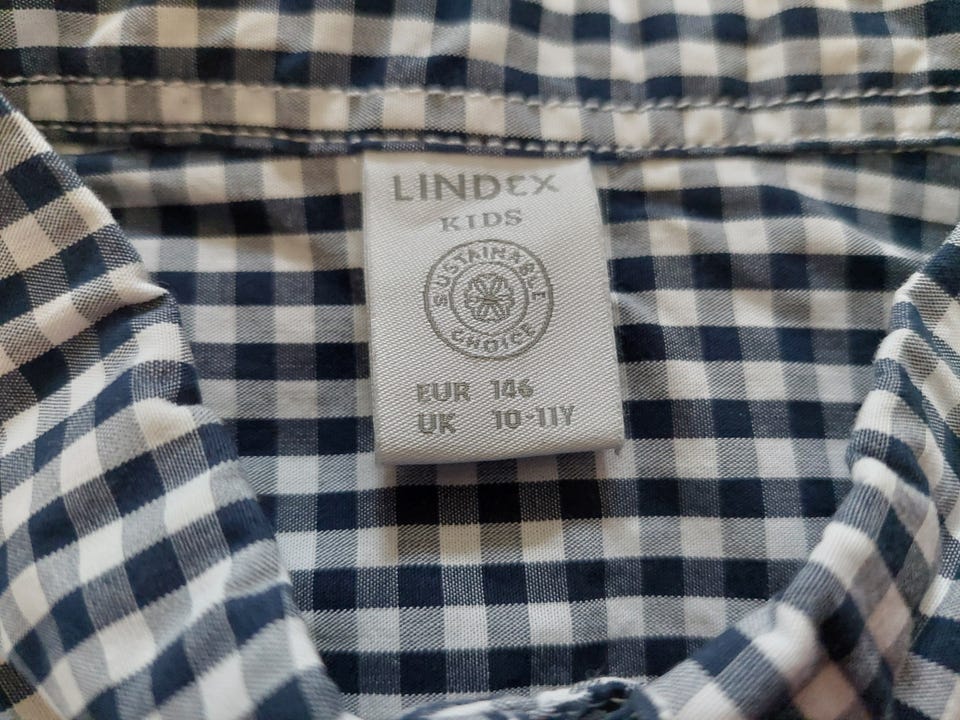 LINDEX
KIDS
SUSTAINABLE
CHOICE
EUR 146
UK 10-11Y